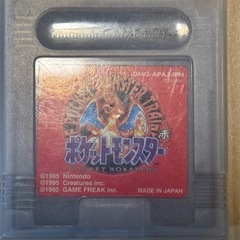 Nintendo GAME BOY
DMG-APAJ-JPN
POCKET MONSTERS
ポケットモンスター
赤
©1995 Nintendo
©1995 Creatures inc.
©1995 GAME FREAK inc.
MADE IN JAPAN